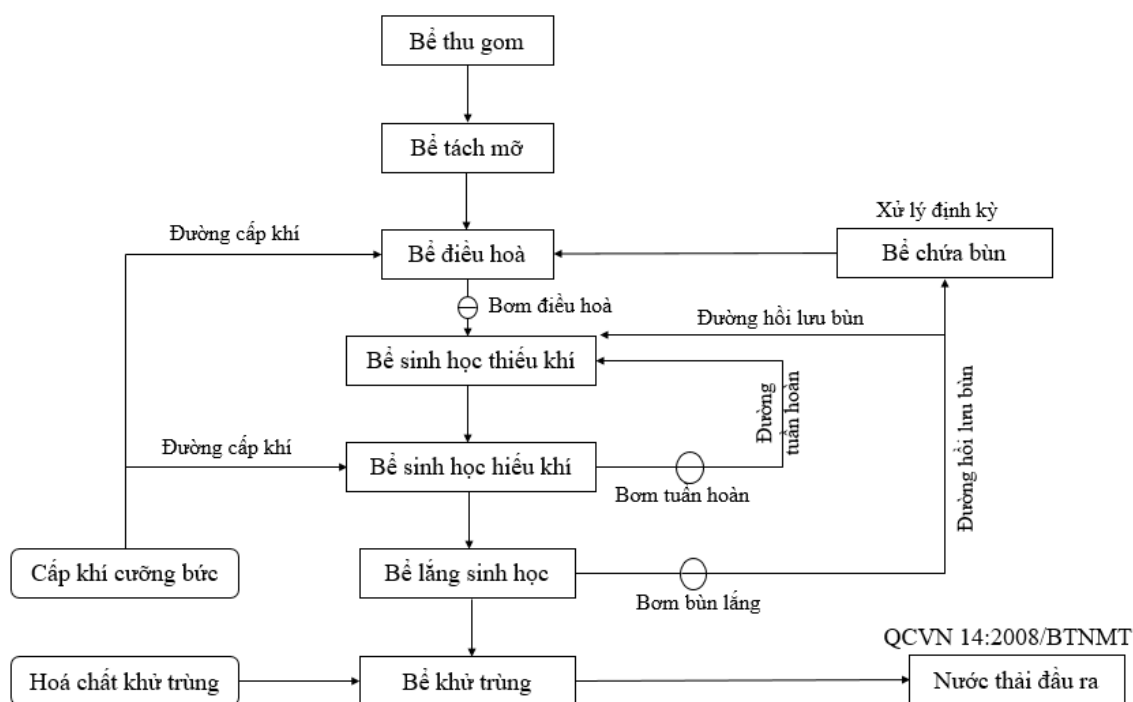 Bể thu gom
Bể tách mỡ
Xử lý định kỳ
Đường cấp khí
Bể điều hoà
Bể chứa bùn
Bơm điều hoà
Đường hồi lưu bùn
Bể sinh học thiếu khí
Đường
tuần hoàn
Đường hồi lưu bùn
Đường cấp khí
Bể sinh học hiếu khí
Bơm tuần hoàn
Cấp khí cưỡng bức
Bể lắng sinh học
Bơm bùn lắng
QCVN 14:2008/BTNMT
Hoá chất khử trùng
Bể khử trùng
Nước thải đầu ra